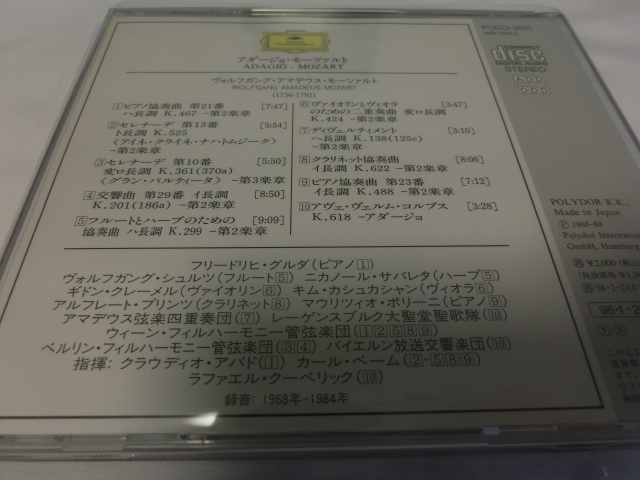 アダージョ・モーツァルト
ADAGIO - MOZART
ヴォルフガング・アマデウス・モーツァルト
WOLFGANG AMADEUS MOZART
(1756-1791)
1 ピアノ協奏曲 第21番 [7:47]
ハ長調 K.467 −第2楽章
2 セレナーデ 第13番 [5:54]
ト長調 K.525
《アイネ・クライネ・ナハトムジーク》
−第2楽章
3 セレナーデ 第10番 [5:50]
変ロ長調 K.361(370a)
《グラン・パルティータ》 −第3楽章
4 交響曲 第29番 イ長調 [8:50]
K.201(186a) −第2楽章
5 フルートとハープのための [9:09]
協奏曲 ハ長調 K.299 −第2楽章
6 ヴァイオリンとヴィオラ [3:47]
のための二重奏曲 変ロ長調
K.424 −第2楽章
7 ディヴェルティメント [3:10]
ヘ長調 K.138(125c)
−第2楽章
8 クラリネット協奏曲 [8:06]
イ長調 K.622 −第2楽章
9 ピアノ協奏曲 第23番 [7:12]
イ長調 K.488 −第2楽章
10 アヴェ・ヴェルム・コルプス [3:28]
K.618 −アダージョ
フリードリヒ・グルダ(ピアノ1)
ヴォルフガング・シュルツ(フルート5) ニカノール・サバレタ(ハープ5)
ギドン・クレーメル(ヴァイオリン6) キム・カシュカシャン(ヴィオラ6)
アルフレート・プリンツ(クラリネット8) マウリツィオ・ポリーニ(ピアノ9)
アマデウス弦楽四重奏団(7) レーゲンスブルク大聖堂聖歌隊(10)
ウィーン・フィルハーモニー管弦楽団(1 2 5 8 9)
ベルリン・フィルハーモニー管弦楽団(3 4) バイエルン放送交響楽団(10)
指揮: クラウディオ・アバド(1) カール・ベーム(2-5 8 9)
ラファエル・クーベリック(10)
録音: 1968年-1984年
COMPACT
disc
DIGITAL AUDIO
STEREO
ADD
DDD
POLYDOR K.K.
Made in Japan
Ⓟ 1968-88
Polydor International
GmbH, Hamburg